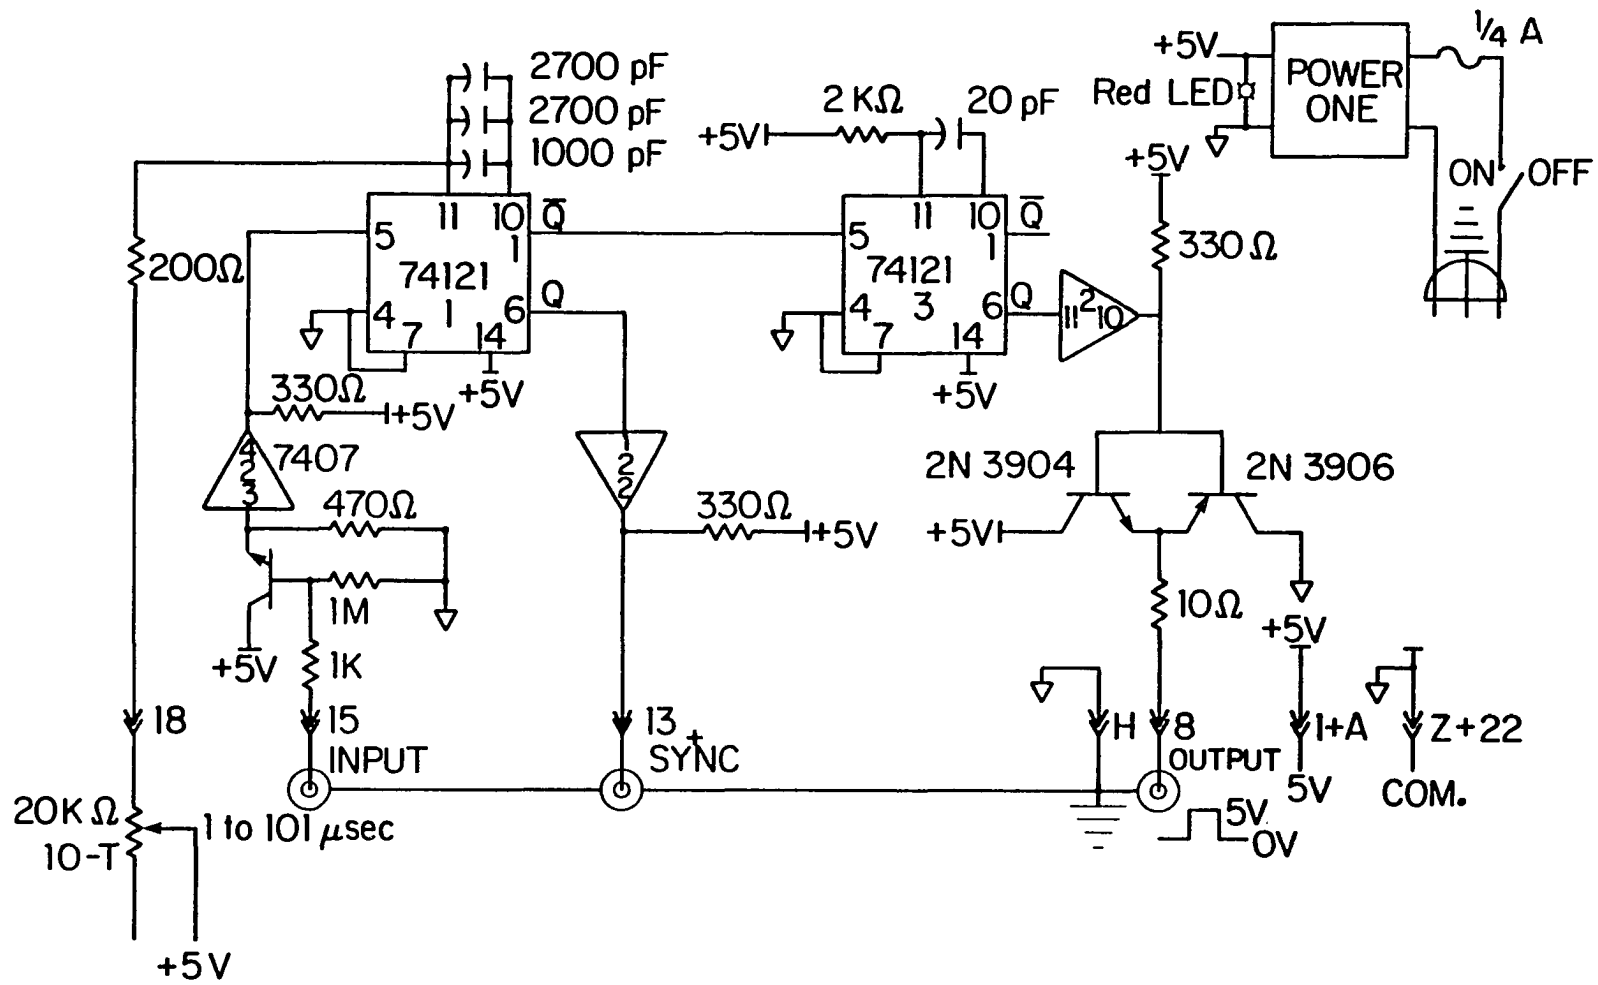 2700 pF
2700 pF
1000 pF
2 KΩ
20 pF
+5V
+5V
Red LED
POWER
ONE
1/4 A
ON
OFF
+5V
330Ω
200Ω
5
11
10
Q̅
1
74121
1
4
7
14
6
Q
+5V
5
11
10
Q̅
1
74121
3
4
7
14
6
Q
+5V
11
2
10
330Ω
+5V
4
2
3
7407
470Ω
1M
1K
+5V
1
2
2
330Ω
+5V
2N 3904
2N 3906
+5V
10Ω
+5V
18
15
INPUT
13
+
SYNC
H
8
OUTPUT
1+A
5V
Z+22
COM.
5V
0V
20K Ω
10-T
1 to 101 μsec
+5V